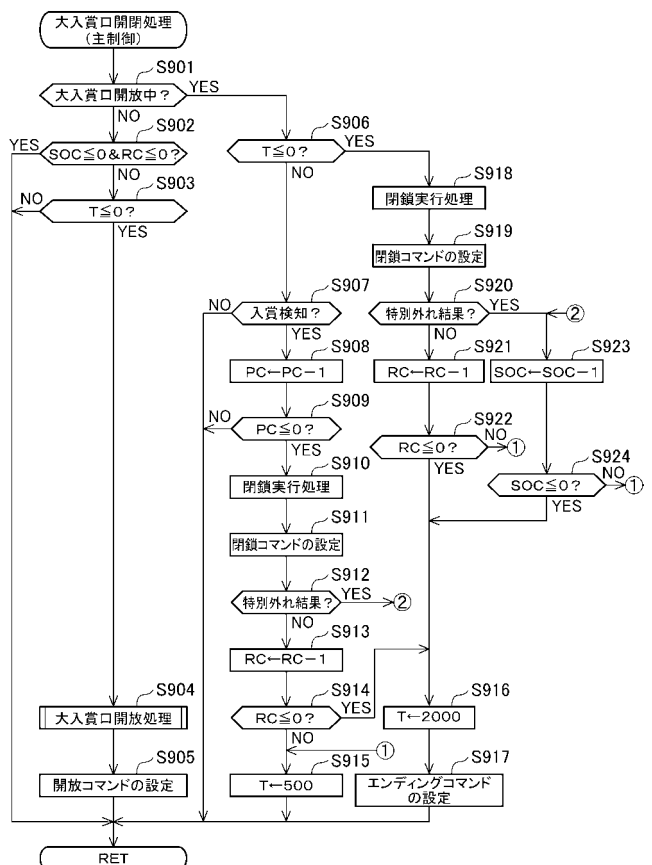 大入賞口開閉処理
(主制御)
S901
大入賞口開放中?
YES
NO
S902
YES
SOC≦0&RC≦0?
NO
S903
NO
T≦0?
YES
S904
大入賞口開放処理
S905
開放コマンドの設定
RET
S906
T≦0?
YES
NO
S907
NO
入賞検知?
YES
S908
PC←PC-1
S909
NO
PC≦0?
YES
S910
閉鎖実行処理
S911
閉鎖コマンドの設定
S912
特別外れ結果?
YES
②
NO
S913
RC←RC-1
S914
RC≦0?
YES
NO
①
S915
T←500
S918
閉鎖実行処理
S919
閉鎖コマンドの設定
S920
特別外れ結果?
YES
②
NO
S921
RC←RC-1
S922
RC≦0?
NO
①
YES
S923
SOC←SOC-1
S924
SOC≦0?
NO
①
YES
S916
T←2000
S917
エンディングコマンド
の設定